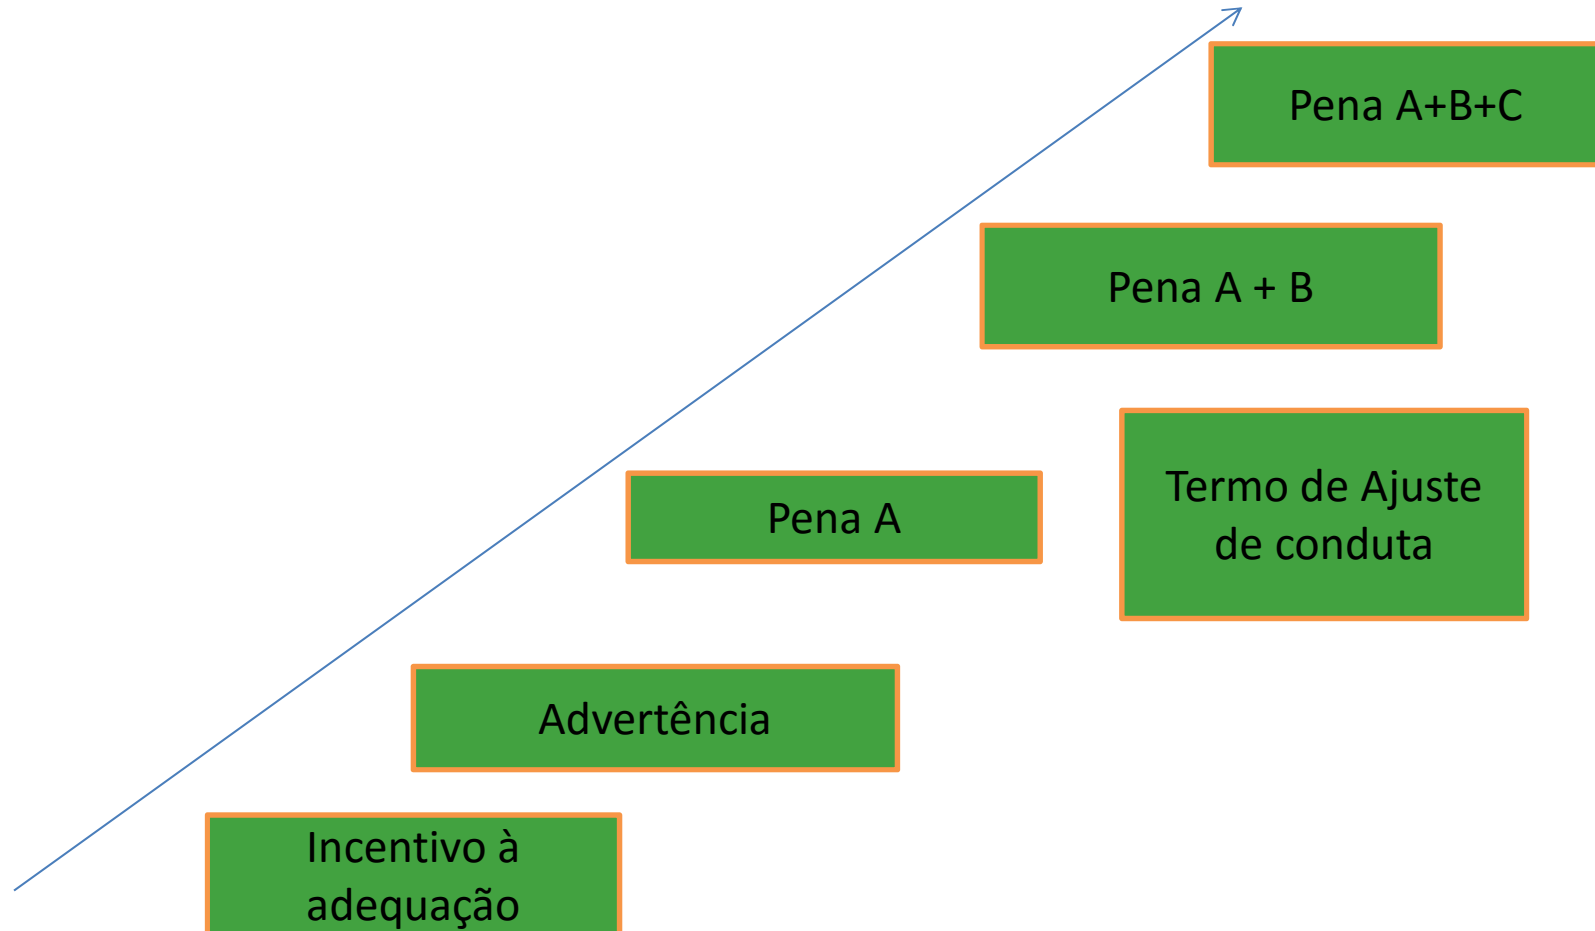 Pena A+B+C
Pena A + B
Termo de Ajuste
de conduta
Pena A
Advertência
Incentivo à
adequação